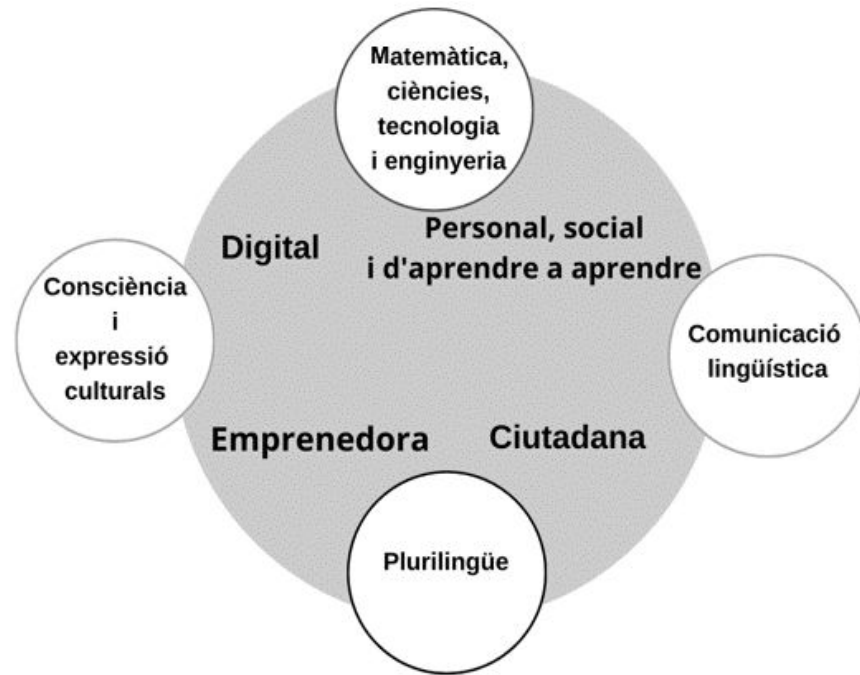 Matemàtica,
ciències,
tecnologia
i enginyeria
Digital
Personal, social
i d'aprendre a aprendre
Consciència
i
expressió
culturals
Comunicació
lingüística
Emprenedora
Ciutadana
Plurilingüe